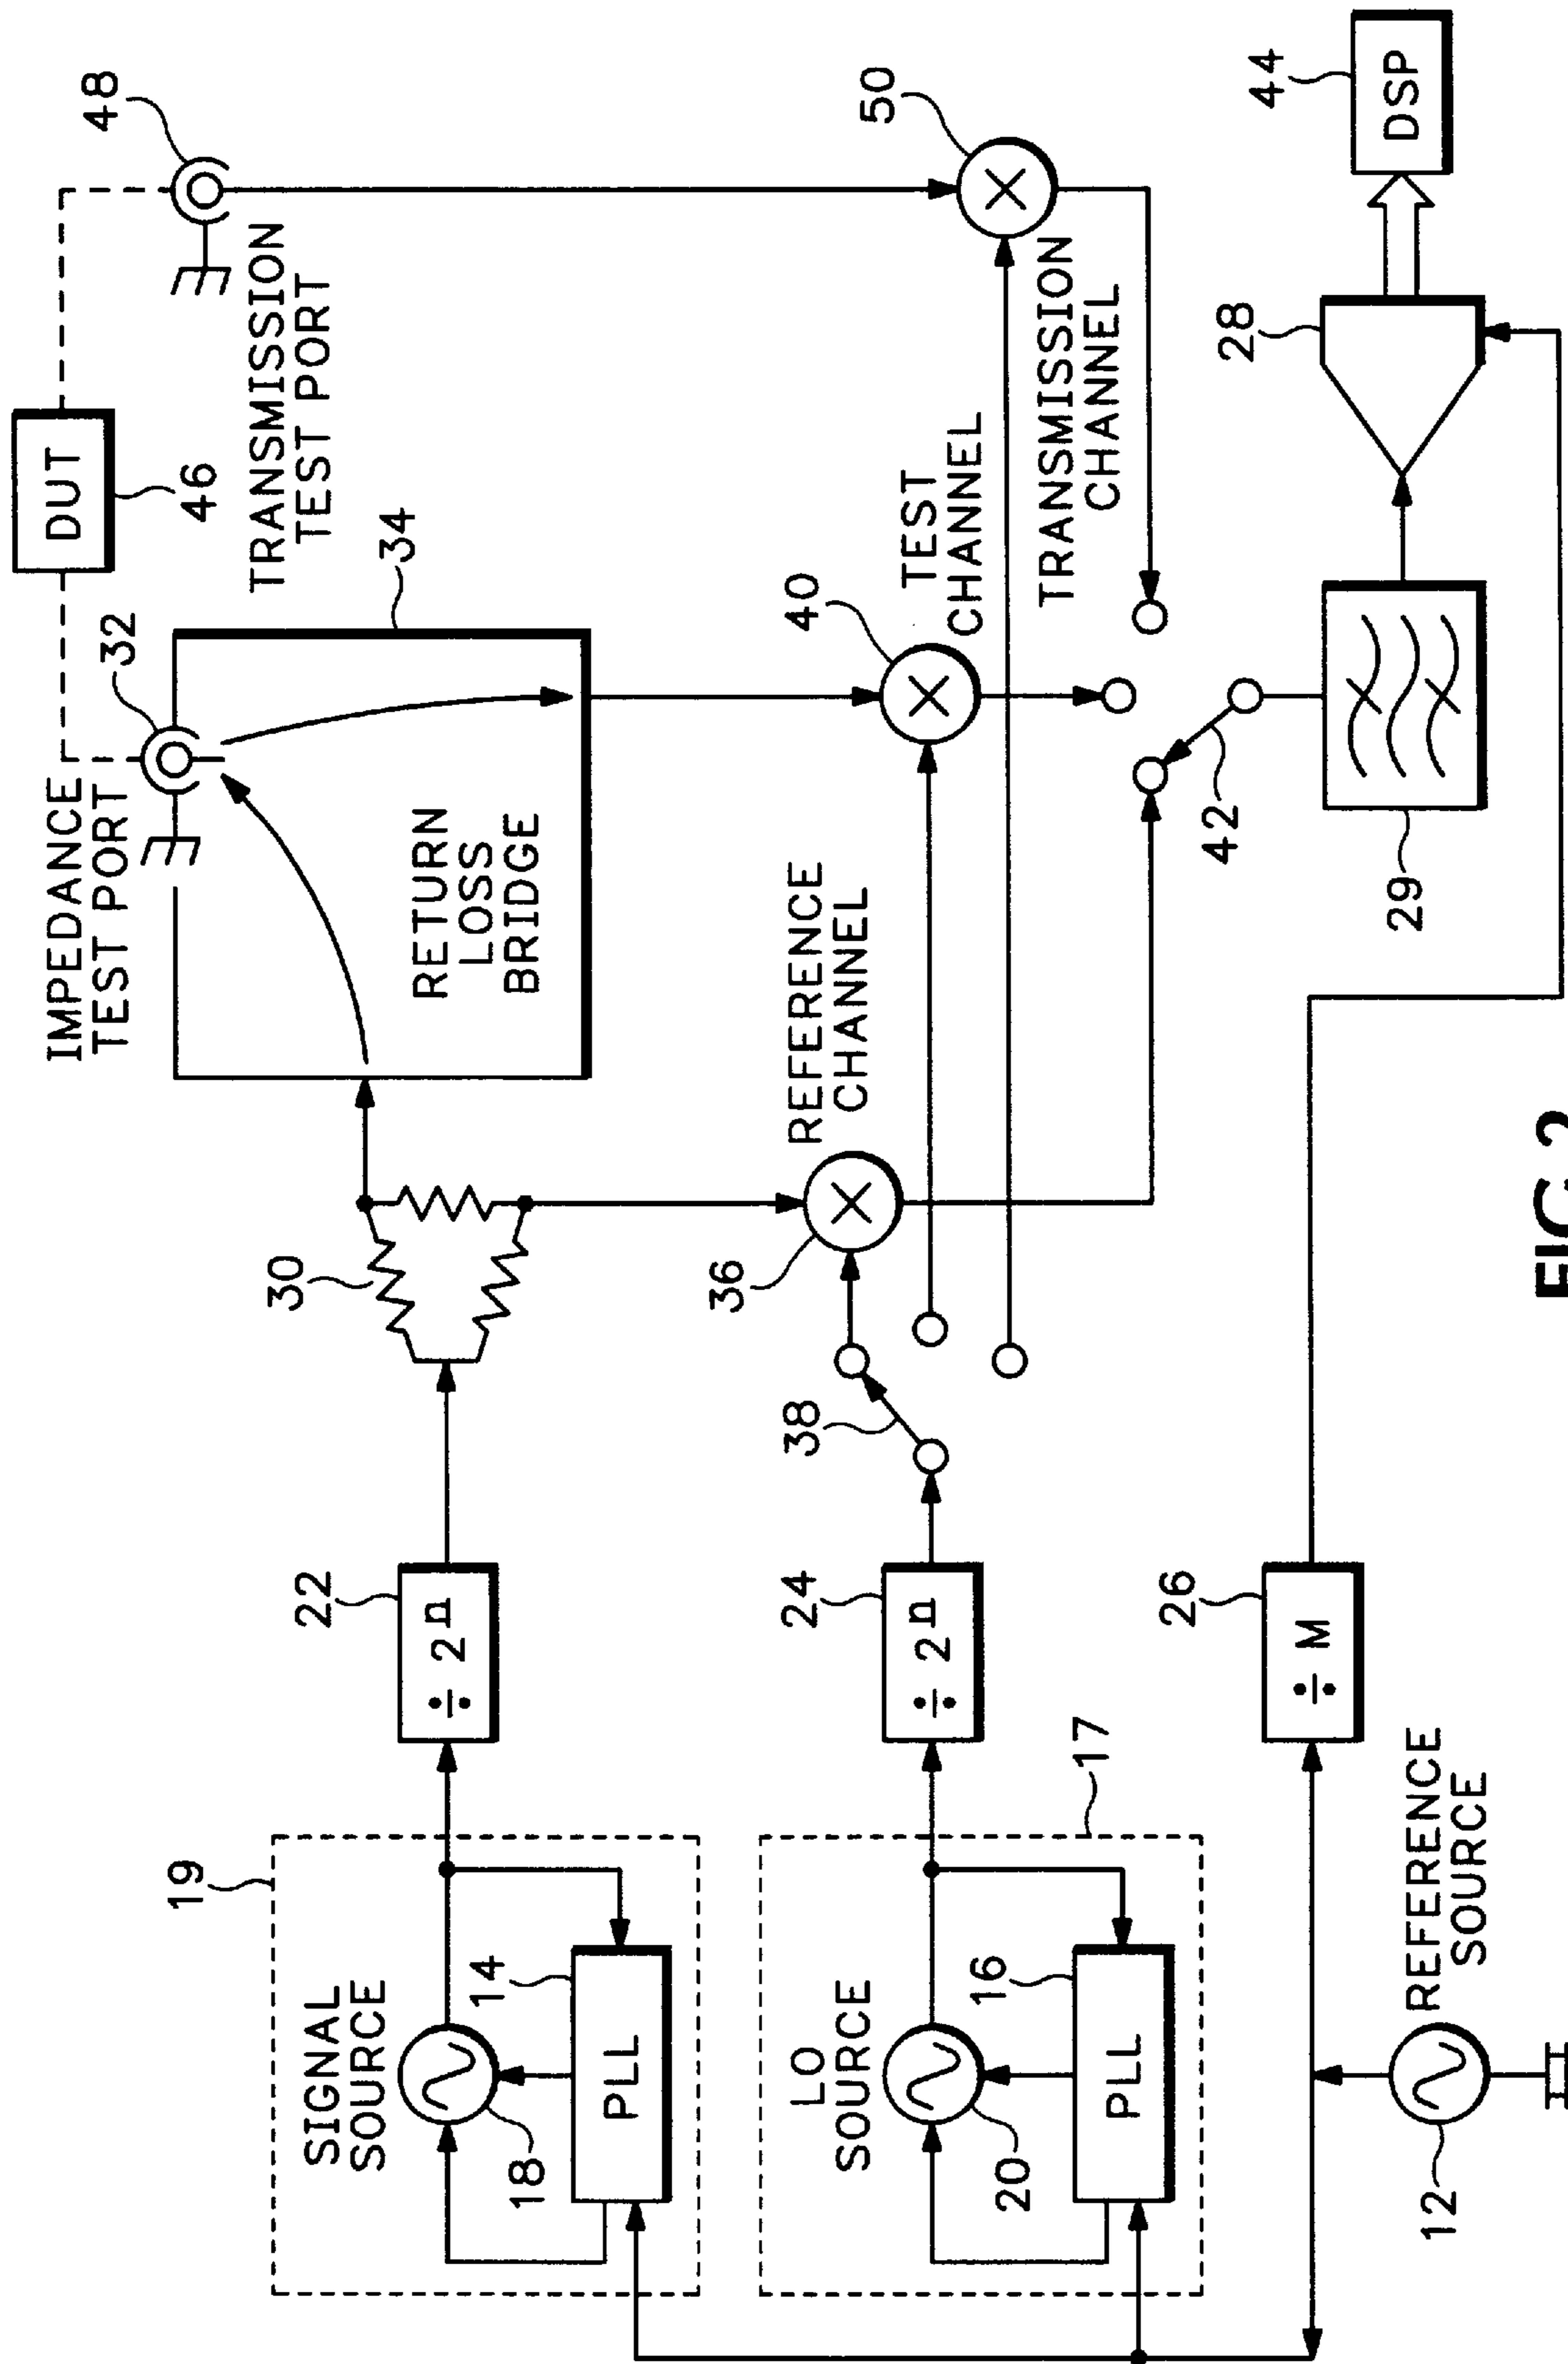 19
SIGNAL
SOURCE
18
14
PLL
22
÷ 2ⁿ
30
IMPEDANCE
TEST PORT
32
RETURN
LOSS
BRIDGE
34
DUT
46
48
TRANSMISSION
TEST PORT
LO
SOURCE
20
16
PLL
17
24
÷ 2ⁿ
38
36
REFERENCE
CHANNEL
40
TEST
CHANNEL
50
TRANSMISSION
CHANNEL
42
12
REFERENCE
SOURCE
26
÷ M
29
28
44
DSP
FIG.2